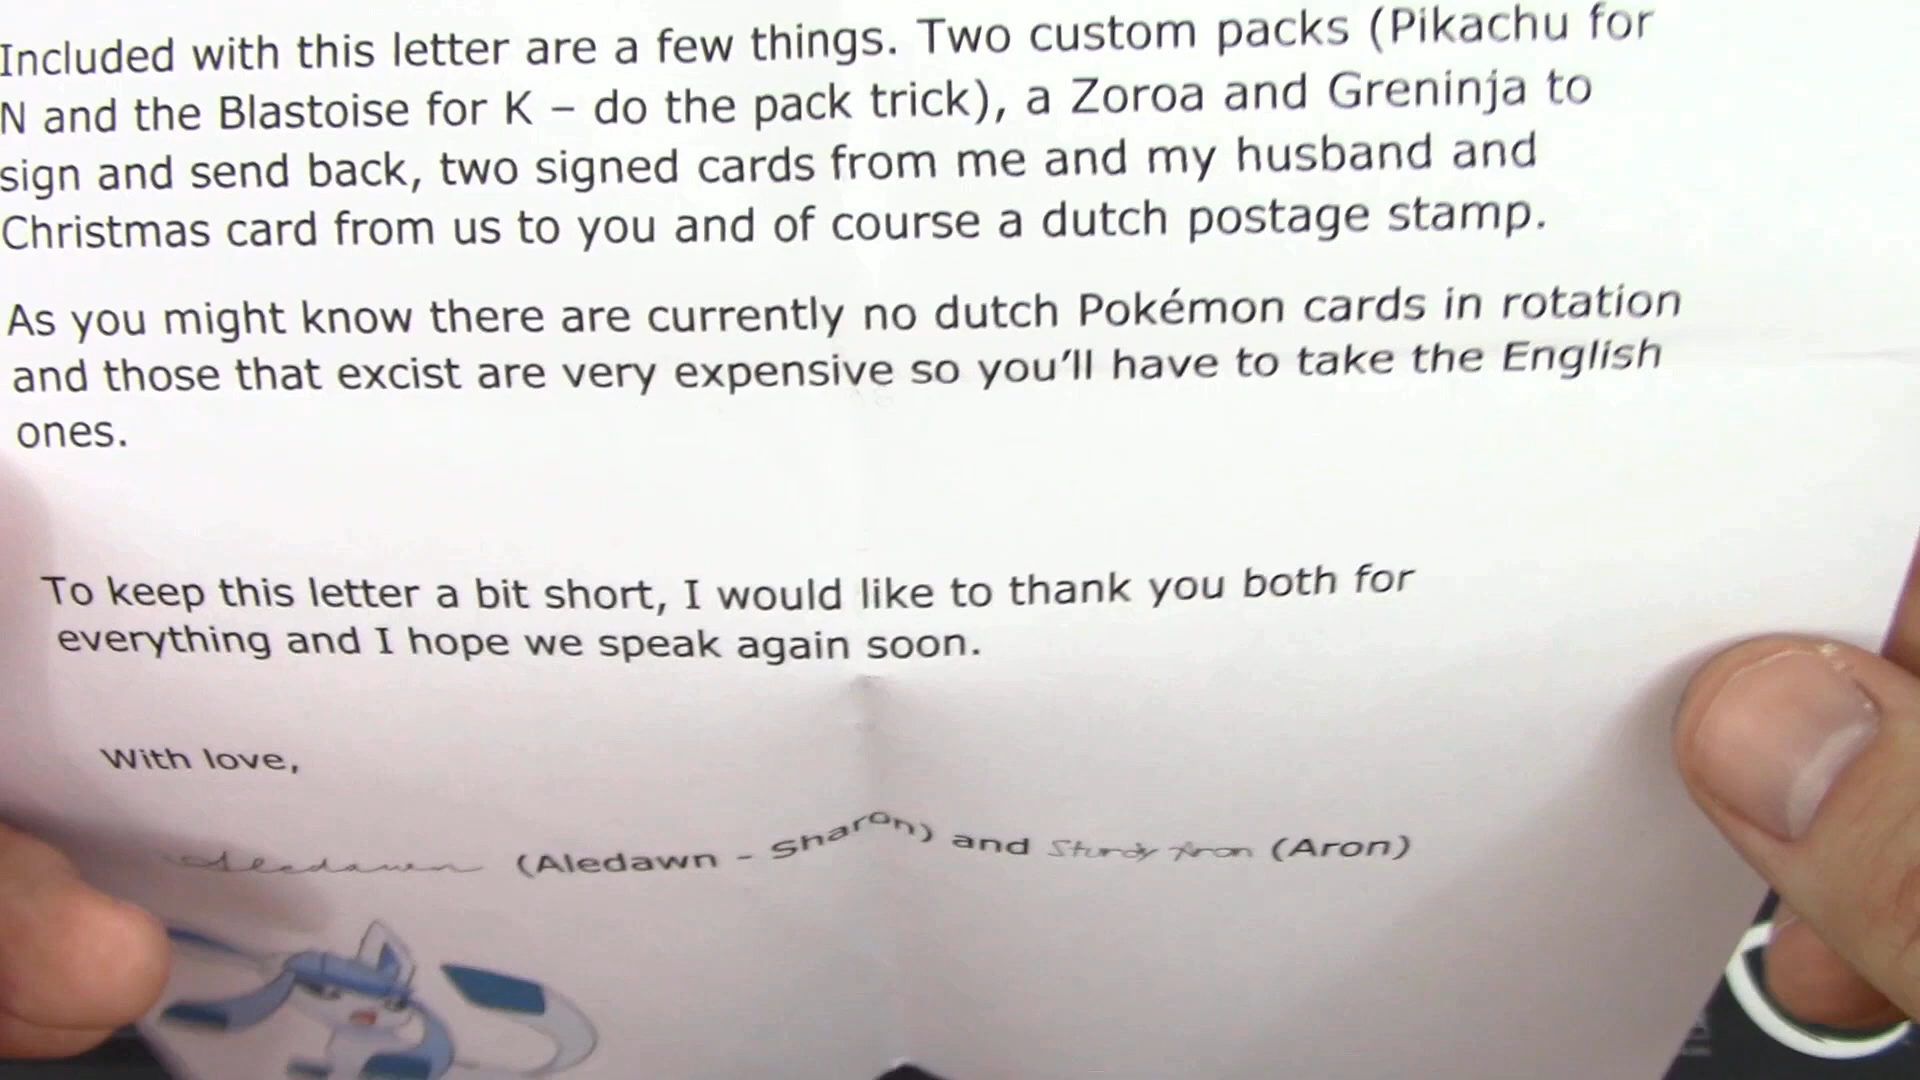 Included with this letter are a few things. Two custom packs (Pikachu for
N and the Blastoise for K – do the pack trick), a Zoroa and Greninja to
sign and send back, two signed cards from me and my husband and
Christmas card from us to you and of course a dutch postage stamp.
As you might know there are currently no dutch Pokémon cards in rotation
and those that excist are very expensive so you'll have to take the English
ones.
To keep this letter a bit short, I would like to thank you both for
everything and I hope we speak again soon.
With love,
Aledawn (Aledawn - Sharon) and Sturdy Aron (Aron)